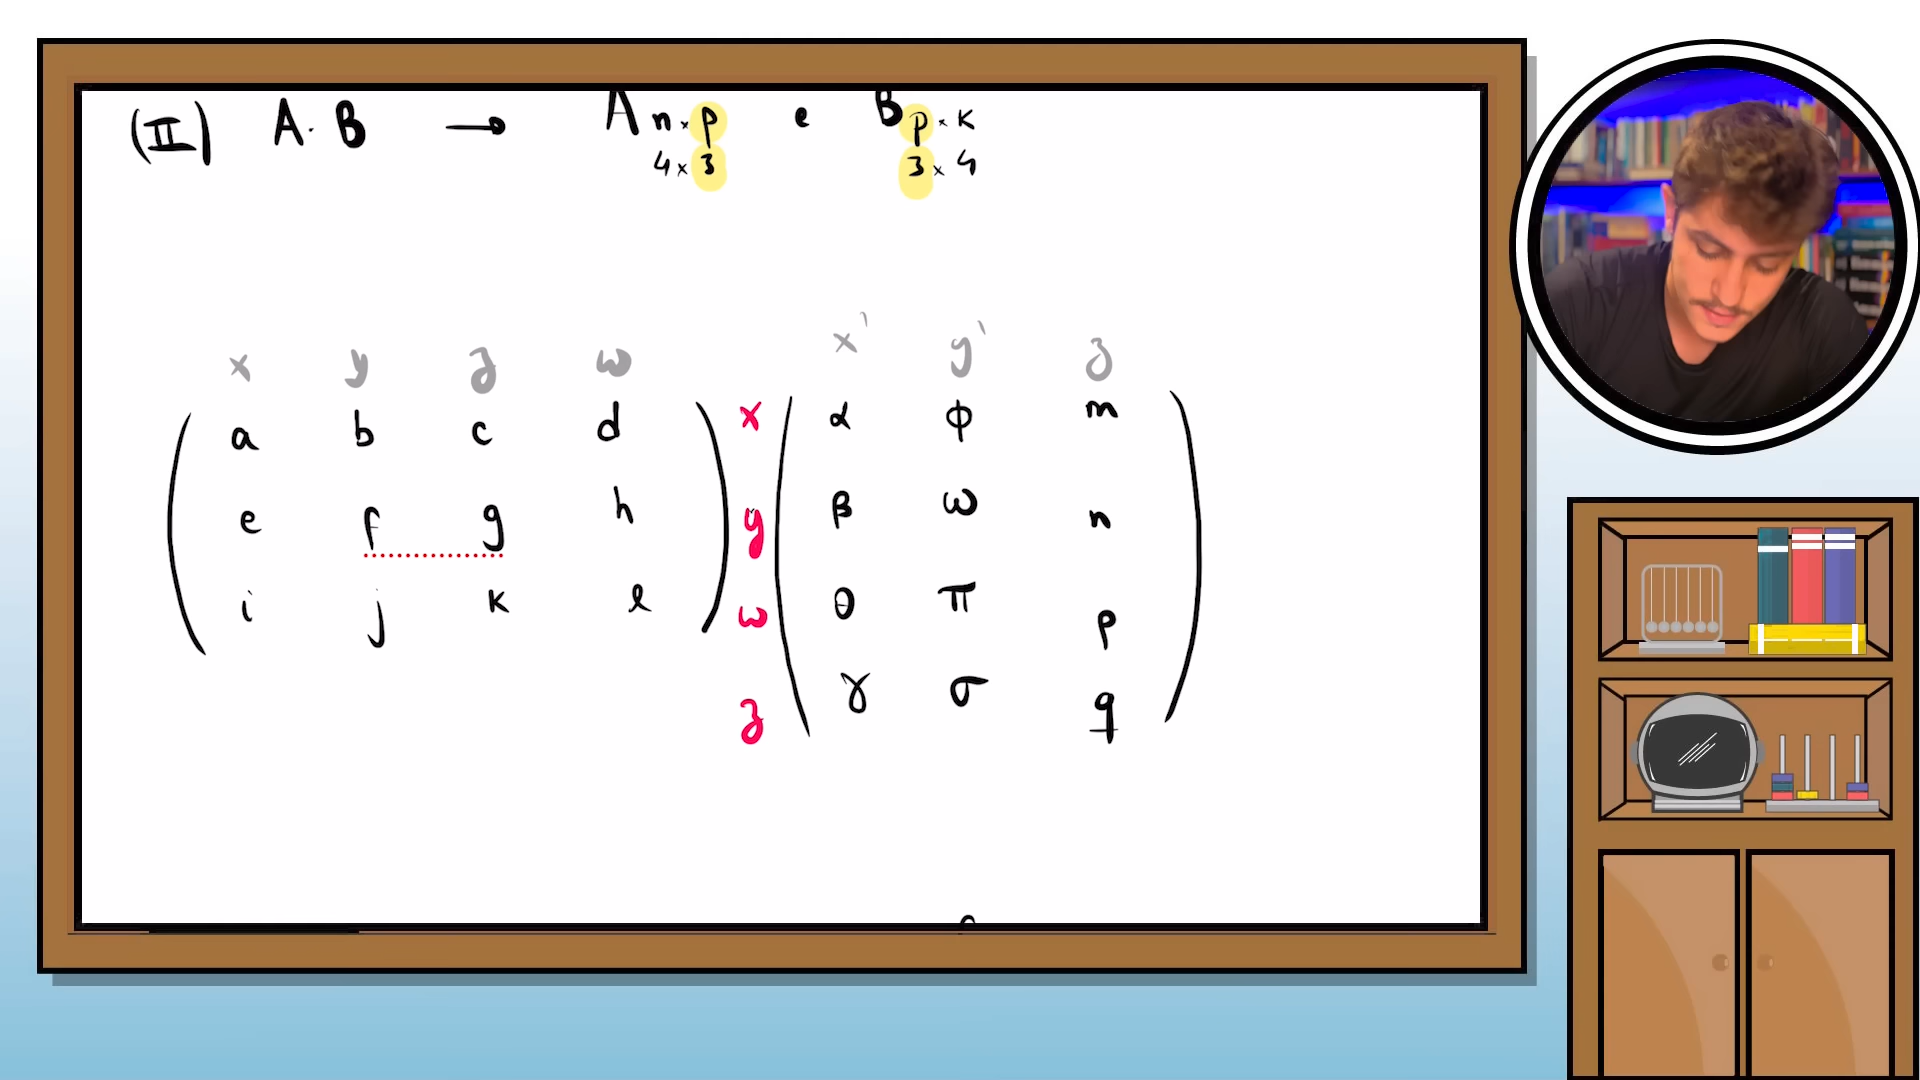 (II) A · B → A n × p e B p × k
4 × 3 3 × 4
x y z w x' y' z
a b c d x α φ m
e f g h y β ω n
i j k l w θ π p
z γ σ q